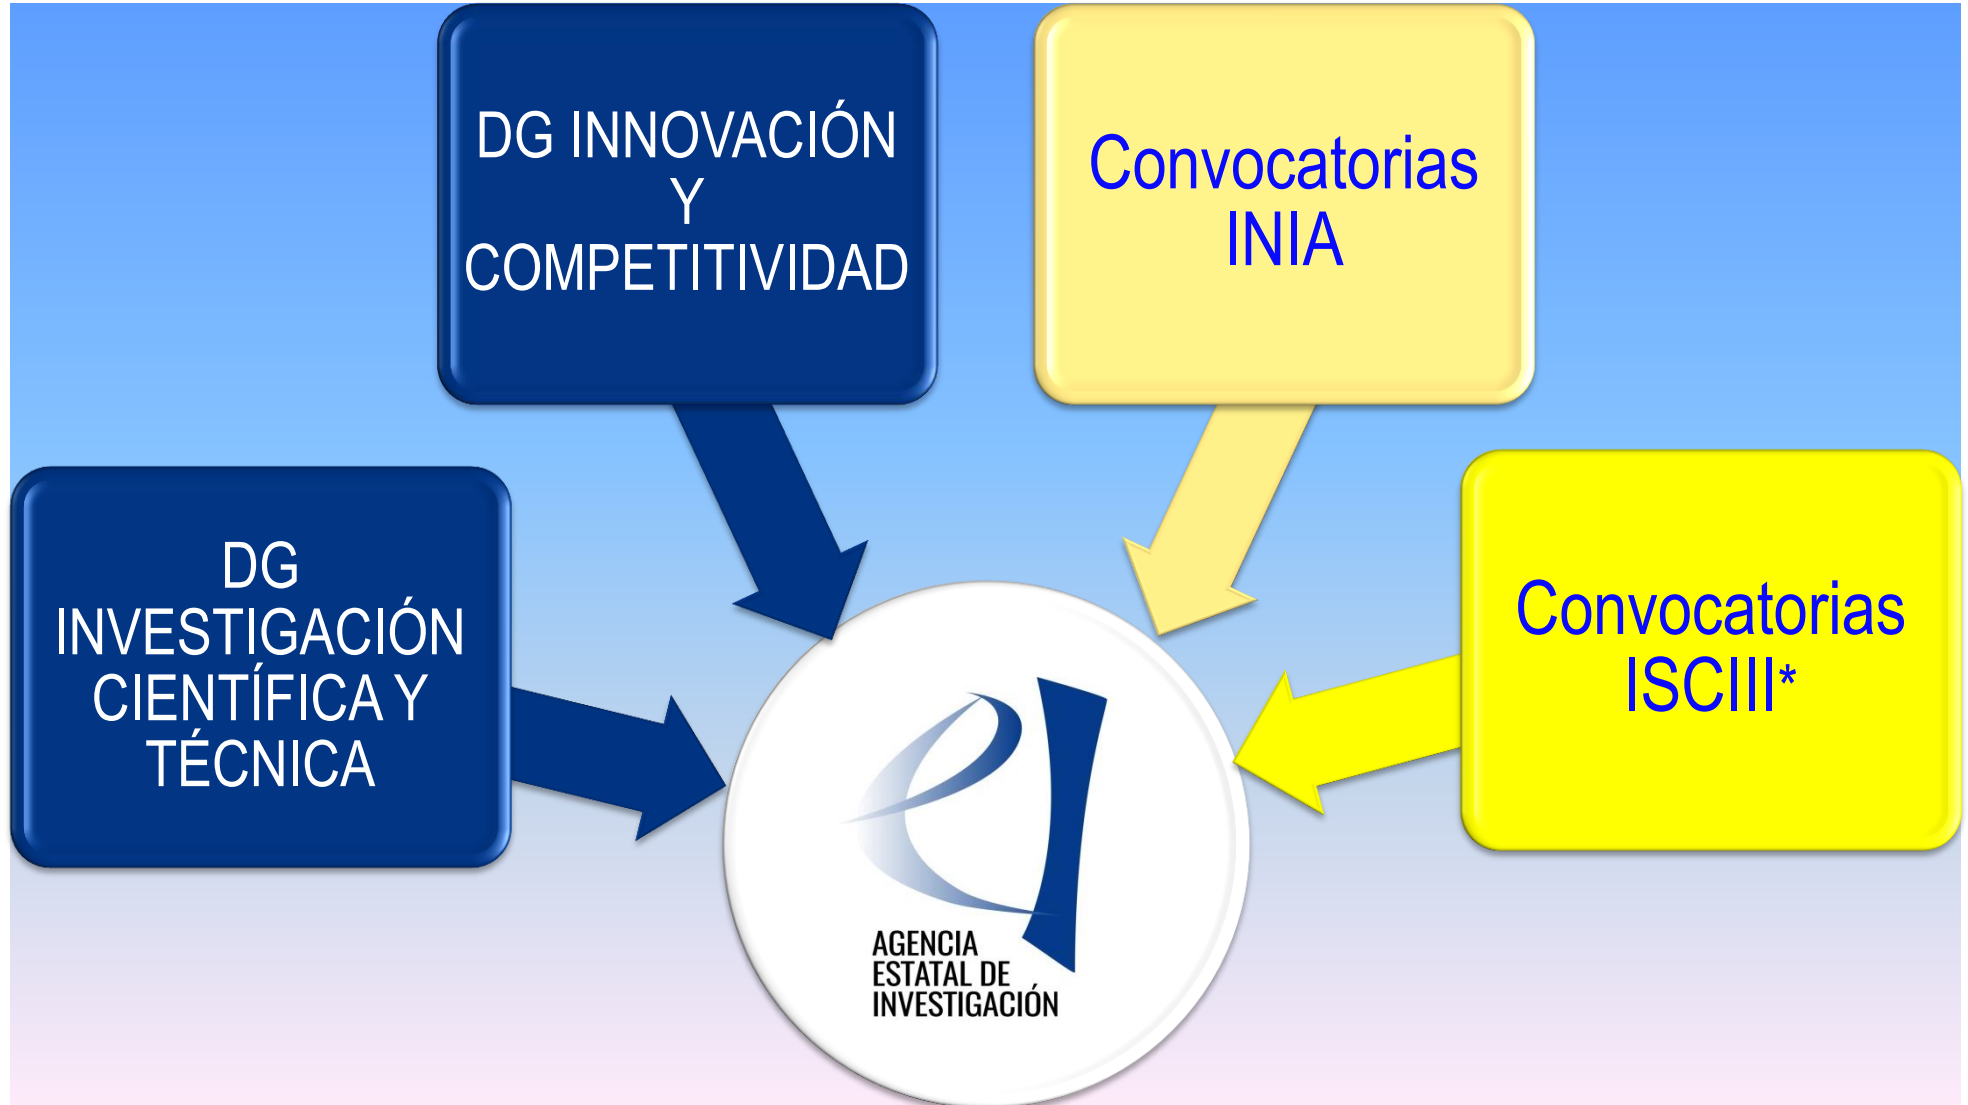 DG INNOVACIÓN
Y
COMPETITIVIDAD
Convocatorias
INIA
DG
INVESTIGACIÓN
CIENTÍFICA Y
TÉCNICA
Convocatorias
ISCIII*
AGENCIA
ESTATAL DE
INVESTIGACIÓN